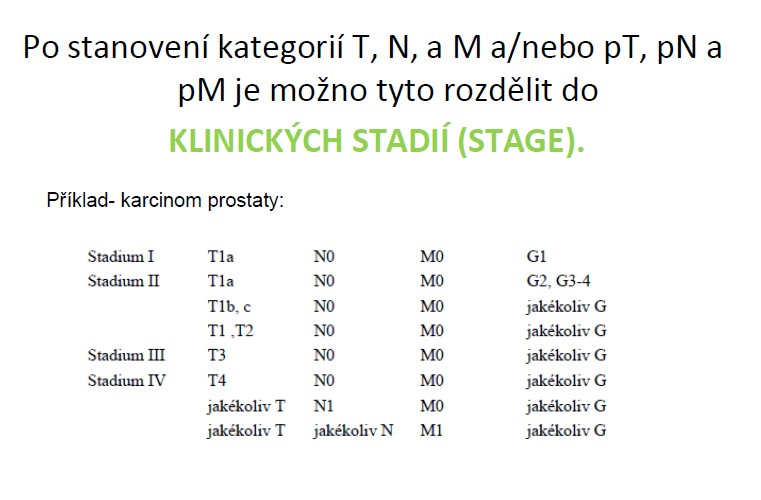 Po stanovení kategorií T, N, a M a/nebo pT, pN a
pM je možno tyto rozdělit do
KLINICKÝCH STADIÍ (STAGE).
Příklad- karcinom prostaty:
Stadium I T1a N0 M0 G1
Stadium II T1a N0 M0 G2, G3-4
T1b, c N0 M0 jakékoliv G
T1 ,T2 N0 M0 jakékoliv G
Stadium III T3 N0 M0 jakékoliv G
Stadium IV T4 N0 M0 jakékoliv G
jakékoliv T N1 M0 jakékoliv G
jakékoliv T jakékoliv N M1 jakékoliv G